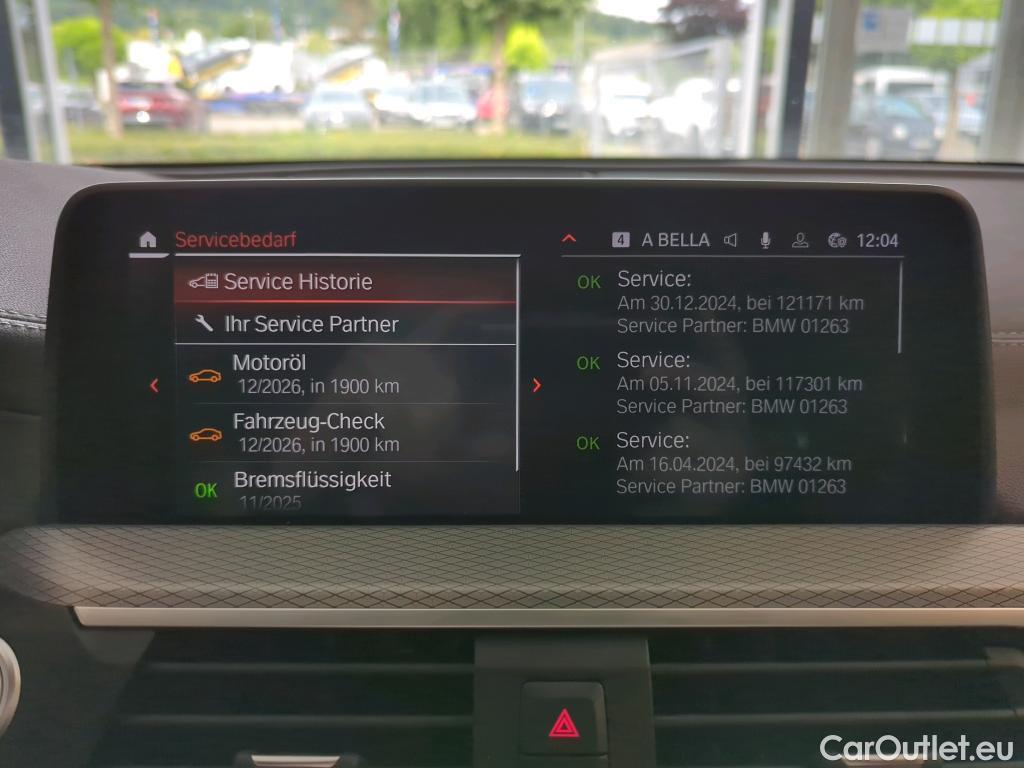 Servicebedarf
4 A BELLA 12:04
Service Historie
Ihr Service Partner
Motoröl
12/2026, in 1900 km
Fahrzeug-Check
12/2026, in 1900 km
OK Bremsflüssigkeit
11/2025
OK Service:
Am 30.12.2024, bei 121171 km
Service Partner: BMW 01263
OK Service:
Am 05.11.2024, bei 117301 km
Service Partner: BMW 01263
OK Service:
Am 16.04.2024, bei 97432 km
Service Partner: BMW 01263
CarOutlet.eu